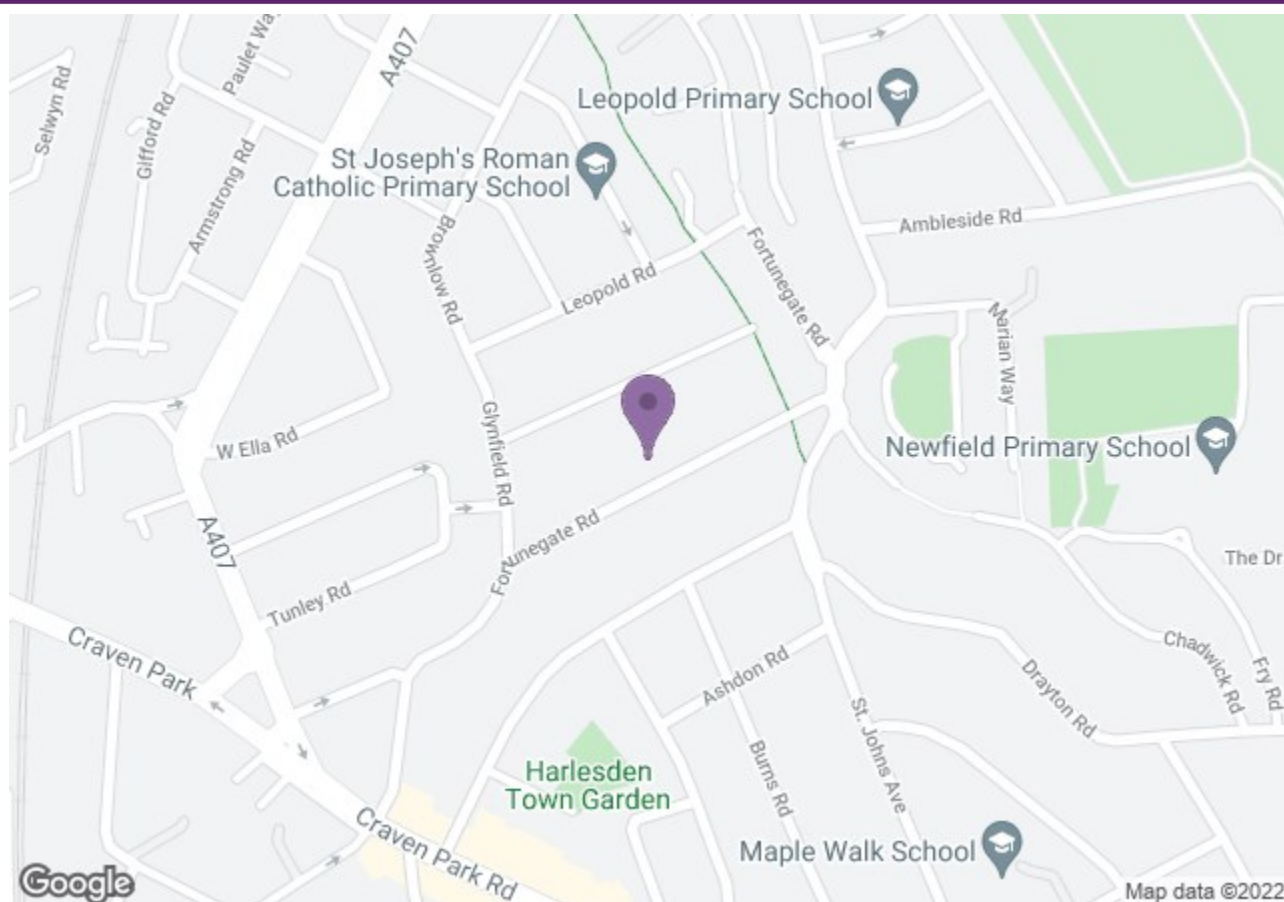 Selwyn Rd
Gifford Rd
Paulet Way
Armstrong Rd
A407
Leopold Primary School
St Joseph's Roman
Catholic Primary School
Brownlow Rd
Leopold Rd
Fortunegate Rd
Ambleside Rd
Marian Way
W Ella Rd
Glynfield Rd
Newfield Primary School
A407
Fortunegate Rd
Tunley Rd
The Dr
Craven Park
Ashdon Rd
Drayton Rd
Chadwick Rd
Fry Rd
Burns Rd
St. Johns Ave
Harlesden
Town Garden
Craven Park Rd
Maple Walk School
Google
Map data ©2022